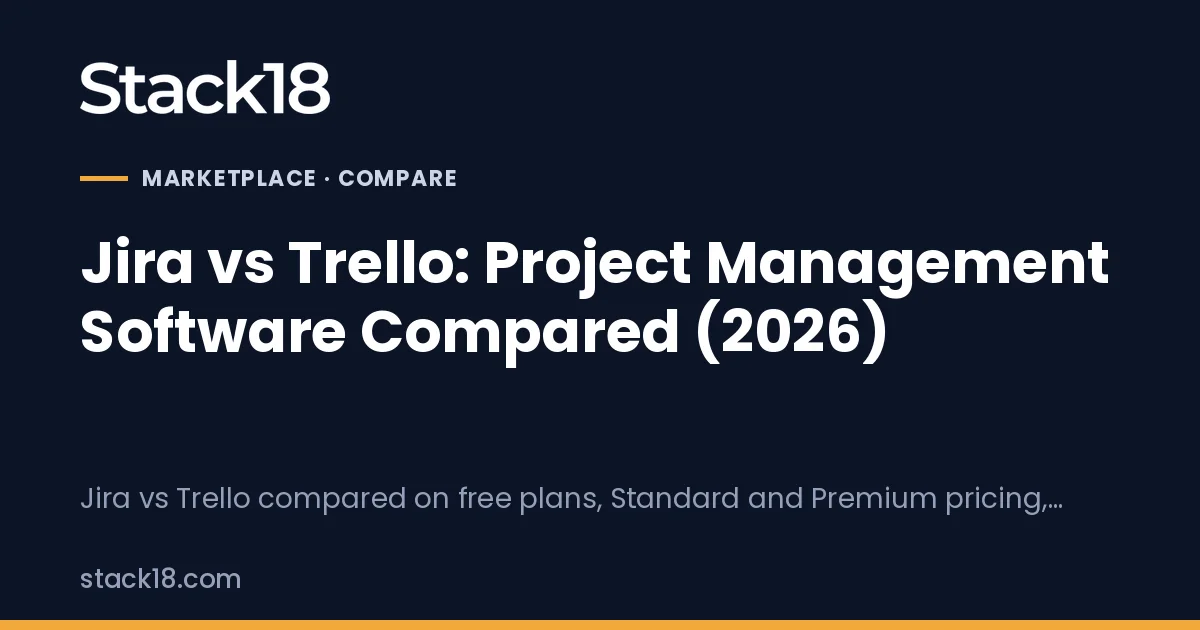 Stack18
MARKETPLACE · COMPARE
Jira vs Trello: Project Management
Software Compared (2026)
Jira vs Trello compared on free plans, Standard and Premium pricing,...
stack18.com